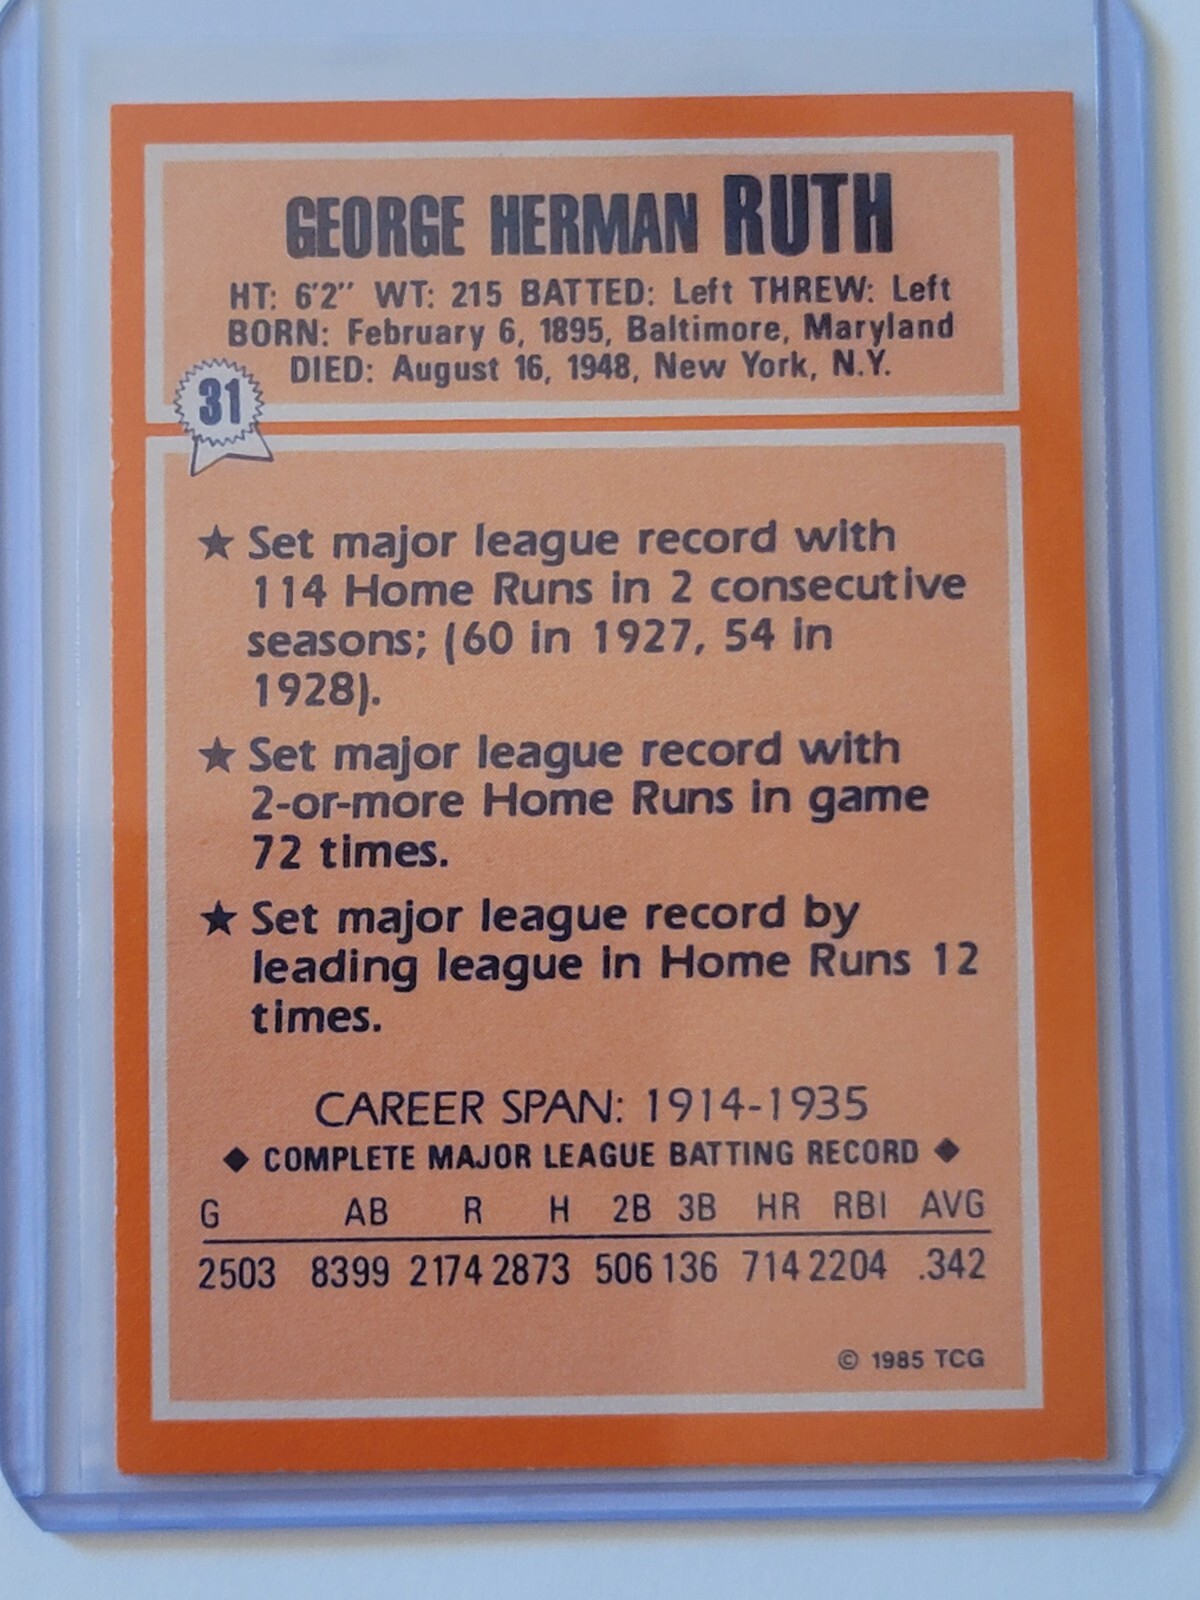 GEORGE HERMAN RUTH
HT: 6'2" WT: 215 BATTED: Left THREW: Left
BORN: February 6, 1895, Baltimore, Maryland
DIED: August 16, 1948, New York, N.Y.
31
★ Set major league record with
114 Home Runs in 2 consecutive
seasons; (60 in 1927, 54 in
1928).
★ Set major league record with
2-or-more Home Runs in game
72 times.
★ Set major league record by
leading league in Home Runs 12
times.
CAREER SPAN: 1914-1935
◆ COMPLETE MAJOR LEAGUE BATTING RECORD ◆
G AB R H 2B 3B HR RBI AVG
2503 8399 2174 2873 506 136 714 2204 .342
© 1985 TCG